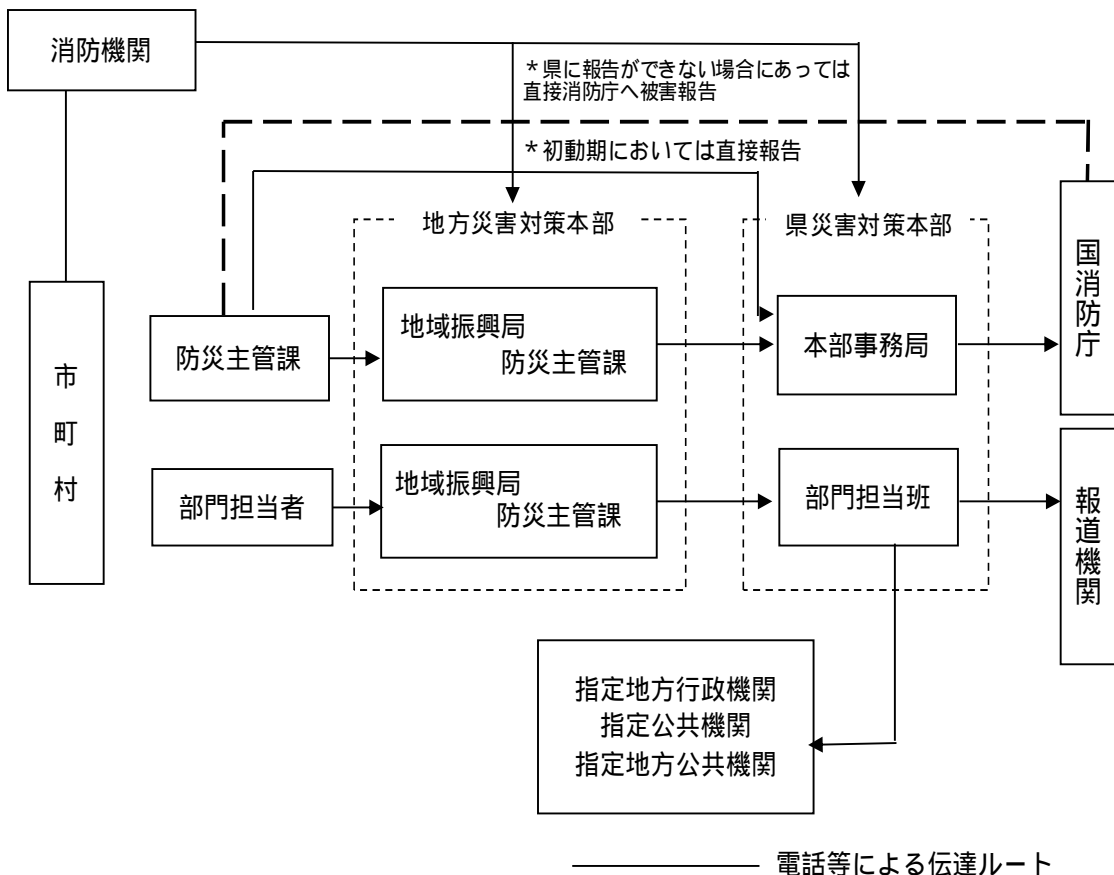 消防機関
＊県に報告ができない場合にあっては
直接消防庁へ被害報告
＊初動期においては直接報告
地方災害対策本部
県災害対策本部
国消防庁
市町村
防災主管課
地域振興局
防災主管課
本部事務局
部門担当者
地域振興局
防災主管課
部門担当班
報道機関
指定地方行政機関
指定公共機関
指定地方公共機関
電話等による伝達ルート